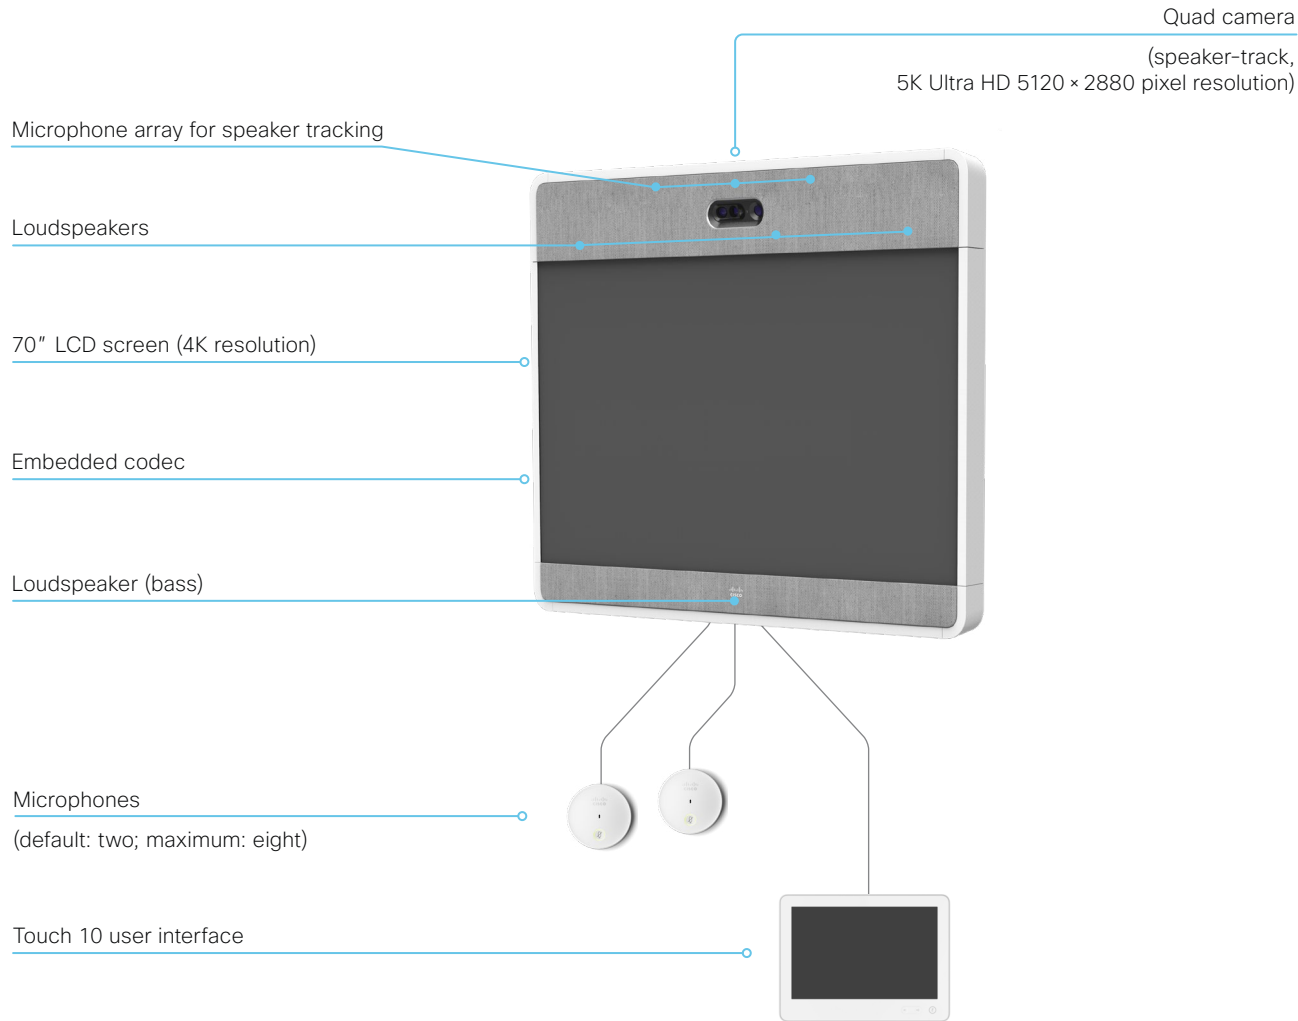 Quad camera
(speaker-track,
5K Ultra HD 5120 × 2880 pixel resolution)
Microphone array for speaker tracking
Loudspeakers
70″ LCD screen (4K resolution)
Embedded codec
Loudspeaker (bass)
CISCO
Microphones
(default: two; maximum: eight)
Touch 10 user interface